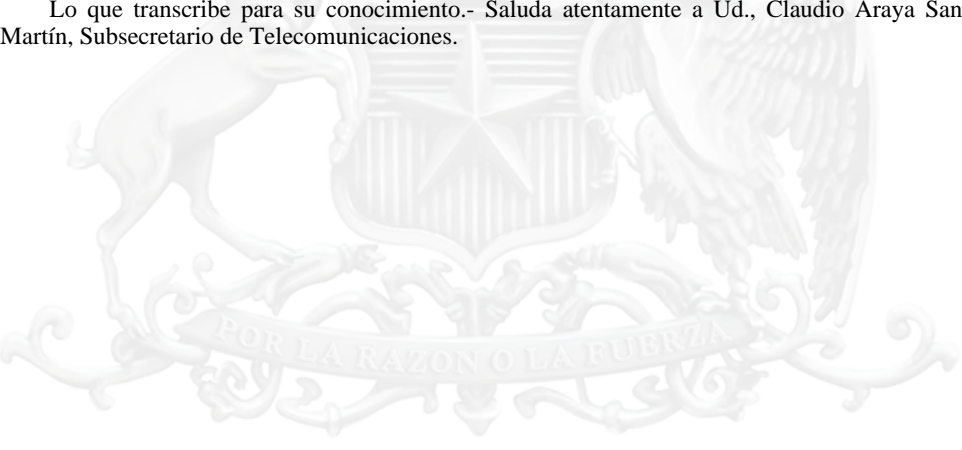 Lo que transcribe para su conocimiento.- Saluda atentamente a Ud., Claudio Araya San
Martín, Subsecretario de Telecomunicaciones.
POR LA RAZON O LA FUERZA